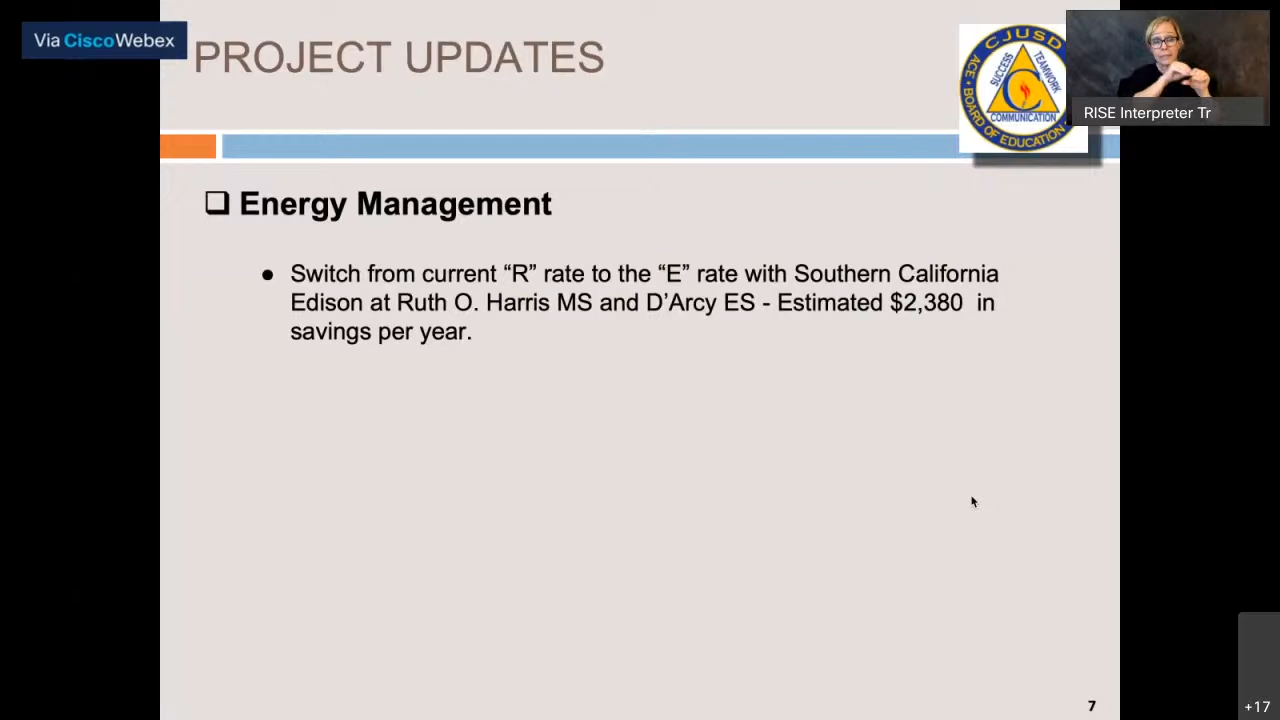 Via CiscoWebex
PROJECT UPDATES
CJUSD
ACE • BOARD OF EDUCATION
SUCCESS
TEAMWORK
C
COMMUNICATION
RISE Interpreter Tr
❑ Energy Management
● Switch from current “R” rate to the “E” rate with Southern California
Edison at Ruth O. Harris MS and D’Arcy ES - Estimated $2,380 in
savings per year.
7
+17